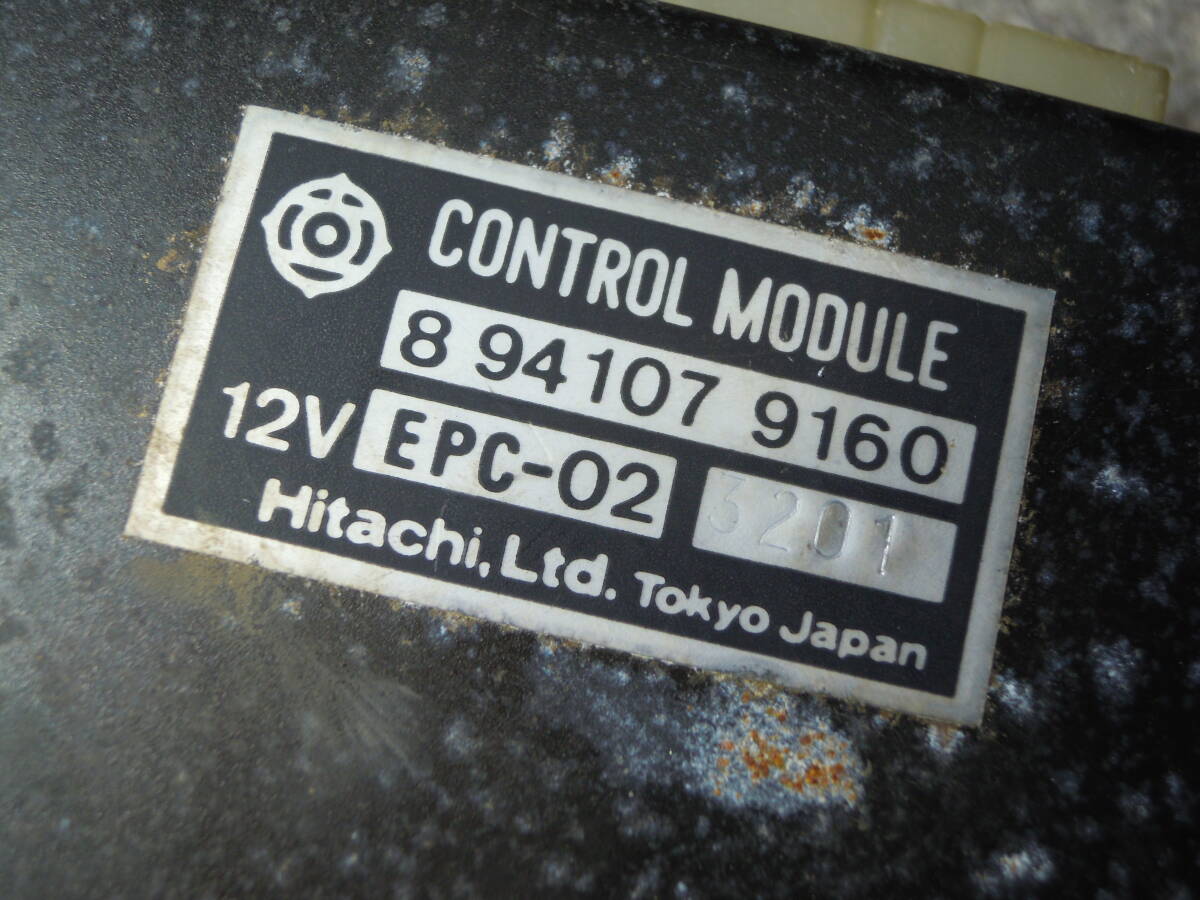 CONTROL MODULE
8 94107 9160
12V EPC-02 3201
Hitachi, Ltd. Tokyo Japan